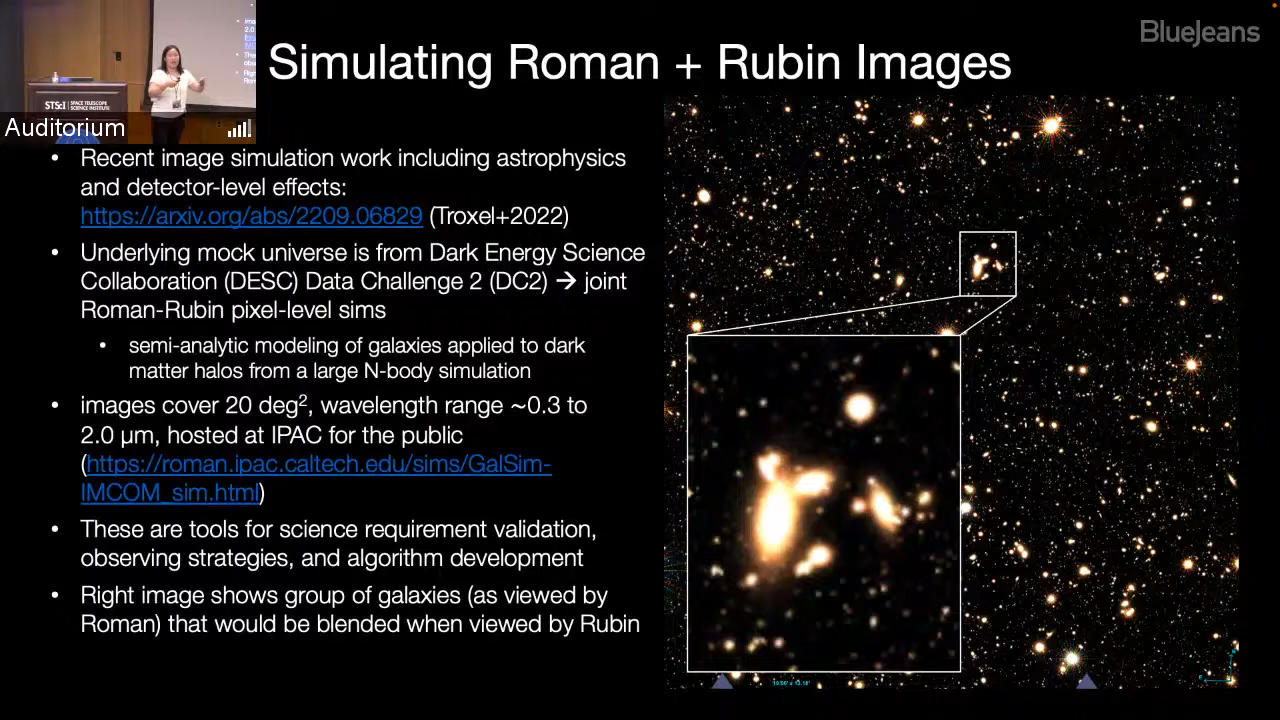 BlueJeans
Simulating Roman + Rubin Images
STScI | SPACE TELESCOPE
SCIENCE INSTITUTE
Auditorium
• Recent image simulation work including astrophysics
and detector-level effects:
https://arxiv.org/abs/2209.06829 (Troxel+2022)
• Underlying mock universe is from Dark Energy Science
Collaboration (DESC) Data Challenge 2 (DC2) → joint
Roman-Rubin pixel-level sims
• semi-analytic modeling of galaxies applied to dark
matter halos from a large N-body simulation
• images cover 20 deg², wavelength range ~0.3 to
2.0 μm, hosted at IPAC for the public
(https://roman.ipac.caltech.edu/sims/GalSim-
IMCOM_sim.html)
• These are tools for science requirement validation,
observing strategies, and algorithm development
• Right image shows group of galaxies (as viewed by
Roman) that would be blended when viewed by Rubin